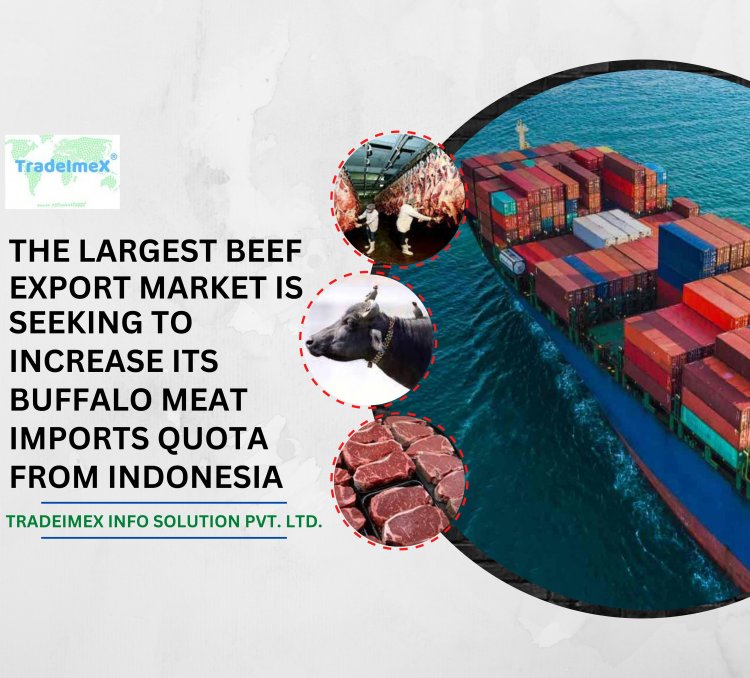 TradeImeX®
THE LARGEST BEEF
EXPORT MARKET IS
SEEKING TO
INCREASE ITS
BUFFALO MEAT
IMPORTS QUOTA
FROM INDONESIA
TRADEIMEX INFO SOLUTION PVT. LTD.